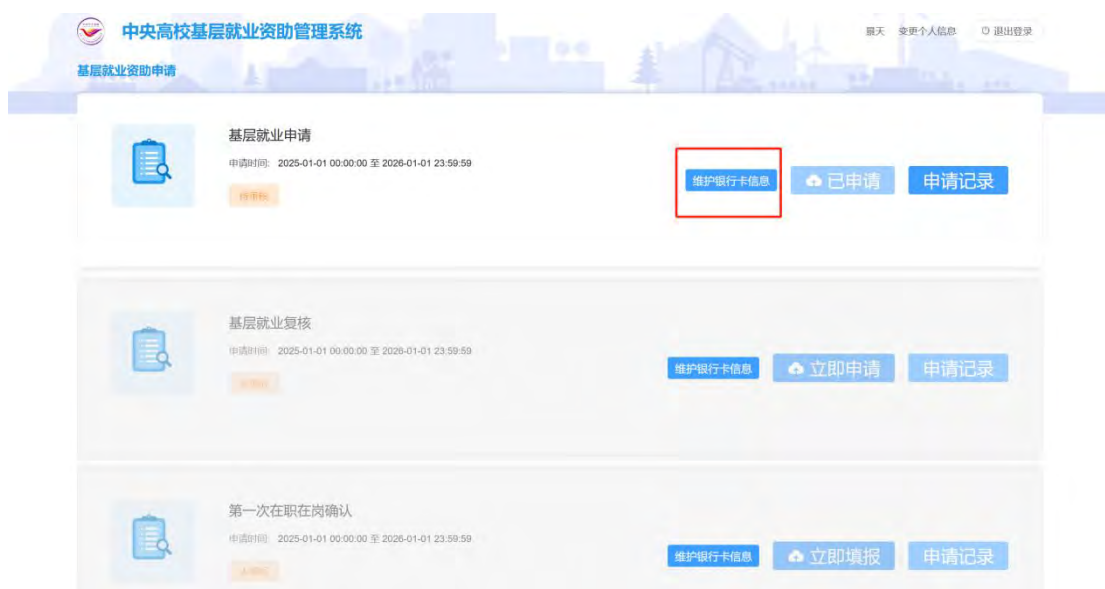 中央高校基层就业资助管理系统
变更个人信息 退出登录
基层就业资助申请
基层就业申请
申请时间: 2025-01-01 00:00:00 至 2026-01-01 23:59:59
维护银行卡信息 已申请 申请记录
待审核
基层就业复核
申请时间: 2025-01-01 00:00:00 至 2026-01-01 23:59:59
维护银行卡信息 立即申请 申请记录
第一次在职在岗确认
申请时间: 2025-01-01 00:00:00 至 2026-01-01 23:59:59
维护银行卡信息 立即填报 申请记录